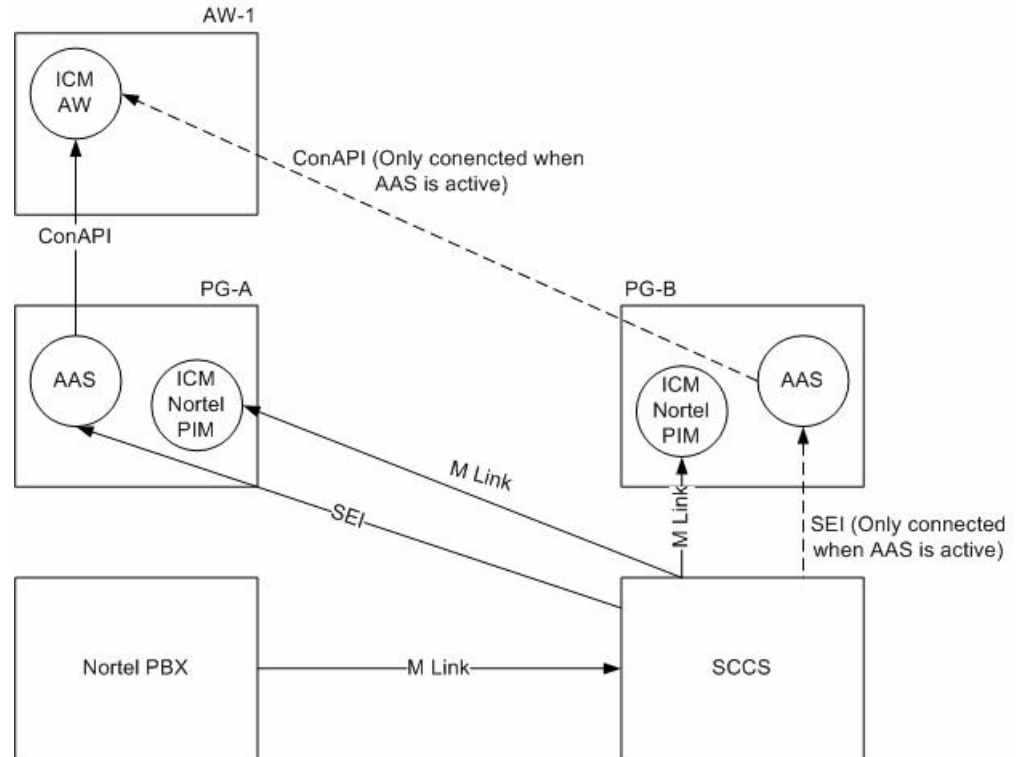 AW-1
ICM
AW
ConAPI (Only conencted when
AAS is active)
ConAPI
PG-A
PG-B
AAS
ICM
Nortel
PIM
ICM
Nortel
PIM
AAS
M Link
SEI
M Link
SEI (Only connected
when AAS is active)
Nortel PBX
M Link
SCCS